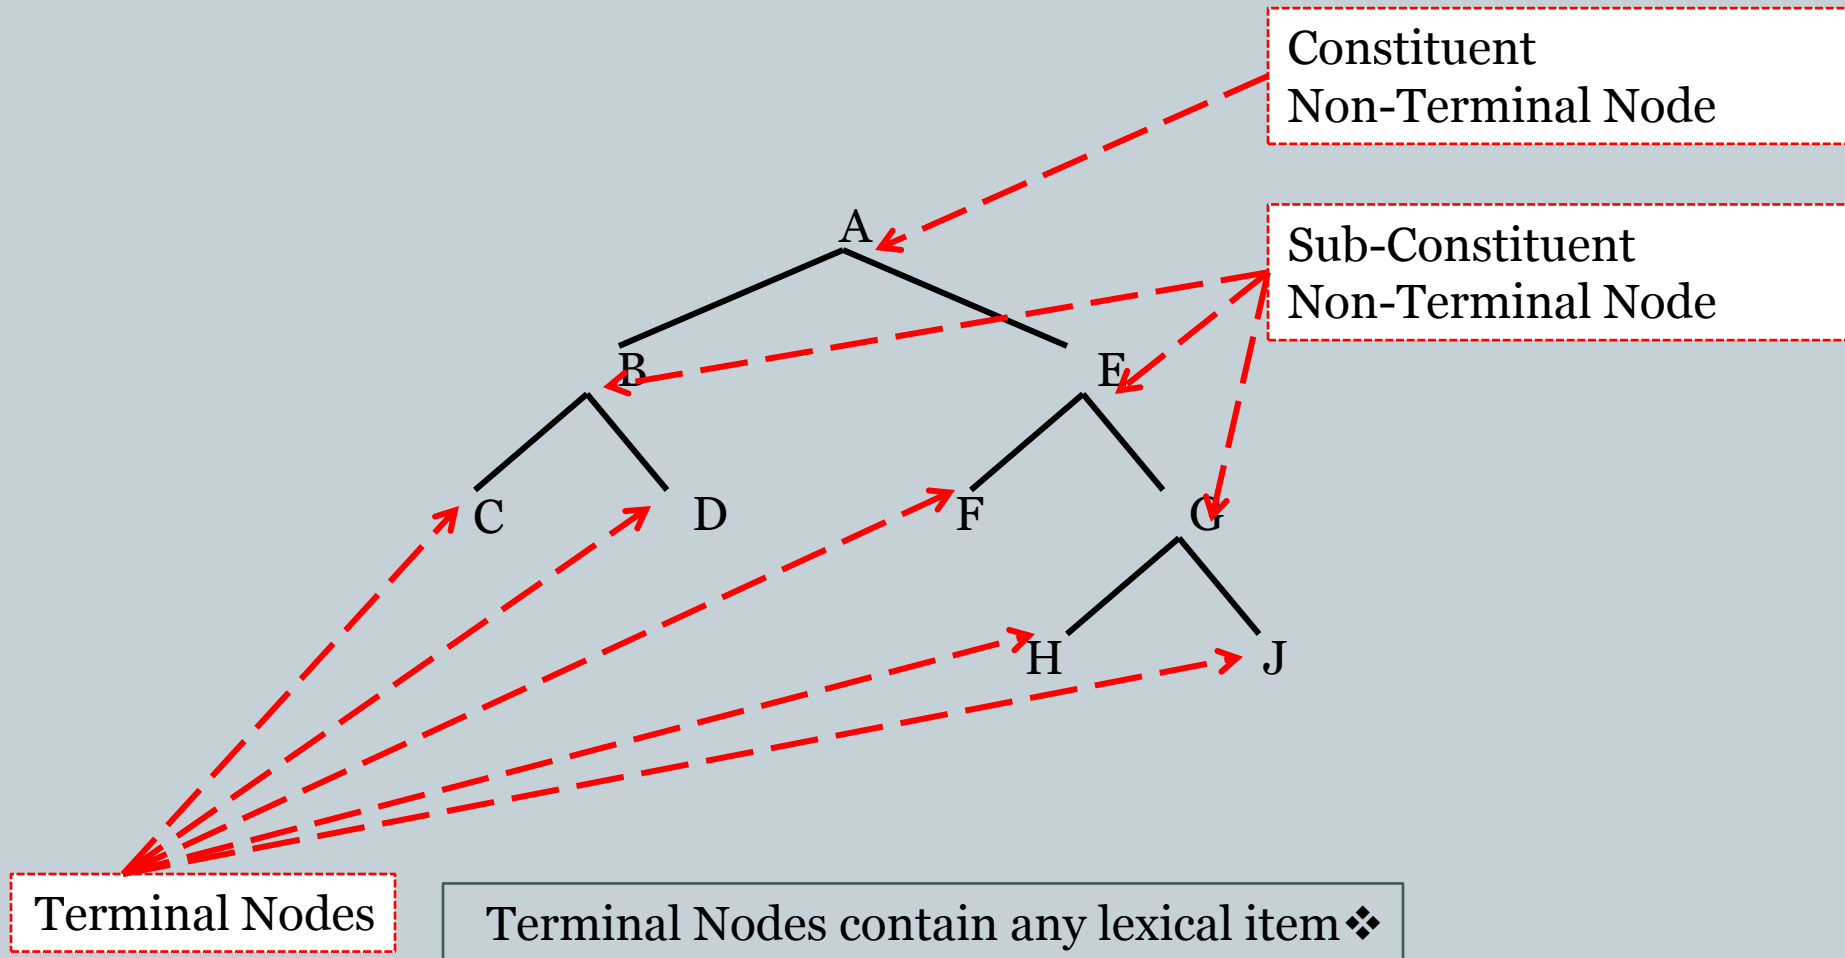 Constituent
Non-Terminal Node
A
Sub-Constituent
Non-Terminal Node
B
E
C
D
F
G
H
J
Terminal Nodes
Terminal Nodes contain any lexical item❖